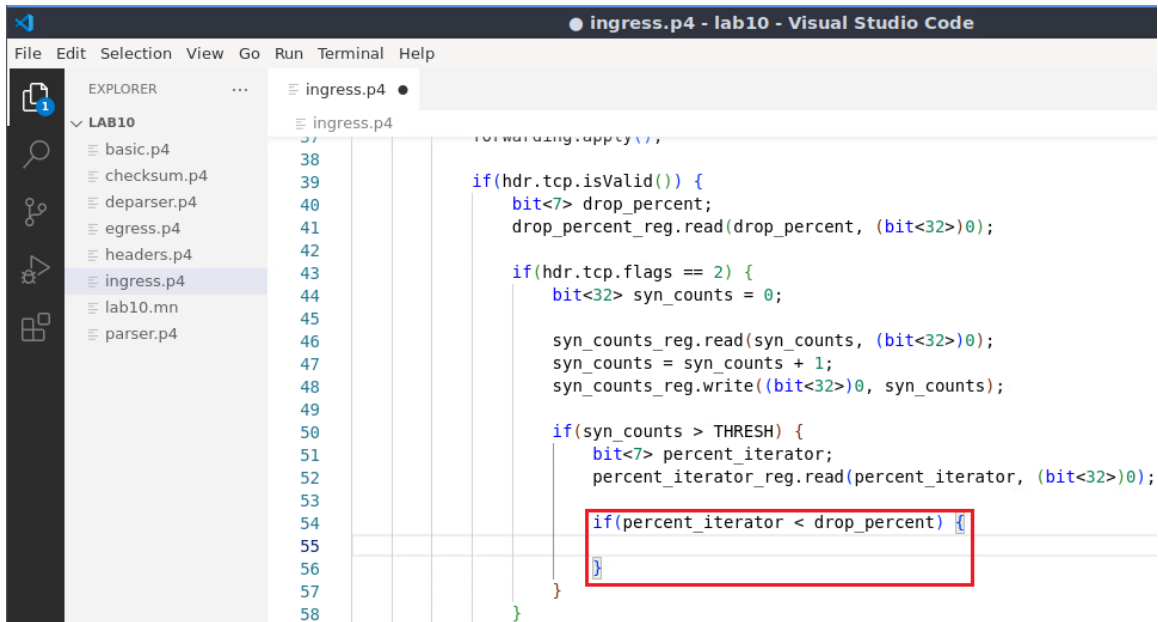 ● ingress.p4 - lab10 - Visual Studio Code
File Edit Selection View Go Run Terminal Help
EXPLORER ···
ingress.p4 ●
1
LAB10
ingress.p4
basic.p4
checksum.p4
deparser.p4
egress.p4
headers.p4
ingress.p4
lab10.mn
parser.p4
37 forwarding.apply();
38
39 if(hdr.tcp.isValid()) {
40 bit<7> drop_percent;
41 drop_percent_reg.read(drop_percent, (bit<32>)0);
42
43 if(hdr.tcp.flags == 2) {
44 bit<32> syn_counts = 0;
45
46 syn_counts_reg.read(syn_counts, (bit<32>)0);
47 syn_counts = syn_counts + 1;
48 syn_counts_reg.write((bit<32>)0, syn_counts);
49
50 if(syn_counts > THRESH) {
51 bit<7> percent_iterator;
52 percent_iterator_reg.read(percent_iterator, (bit<32>)0);
53
54 if(percent_iterator < drop_percent) {
55
56 }
57 }
58 }